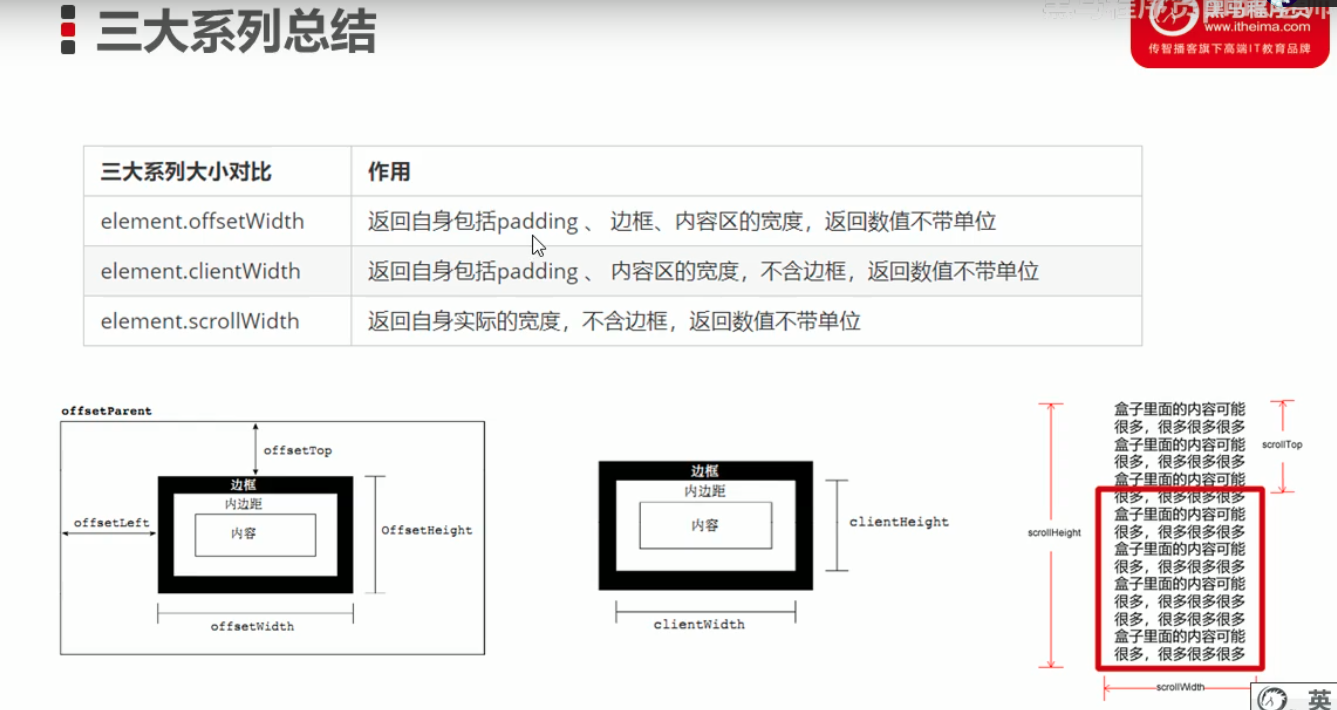 三大系列总结
黑马程序员
www.itheima.com
传智播客旗下高端IT教育品牌
三大系列大小对比 作用
element.offsetWidth 返回自身包括padding 、 边框、内容区的宽度，返回数值不带单位
element.clientWidth 返回自身包括padding 、 内容区的宽度，不含边框，返回数值不带单位
element.scrollWidth 返回自身实际的宽度，不含边框，返回数值不带单位
offsetParent
offsetTop
边框
内边距
内容
offsetLeft
OffsetHeight
offsetWidth
边框
内边距
内容
clientHeight
clientWidth
盒子里面的内容可能
很多，很多很多很多
盒子里面的内容可能
很多，很多很多很多
盒子里面的内容可能
很多，很多很多很多
盒子里面的内容可能
很多，很多很多很多
盒子里面的内容可能
很多，很多很多很多
盒子里面的内容可能
很多，很多很多很多
很多，很多很多很多
盒子里面的内容可能
很多，很多很多很多
scrollTop
scrollHeight
scrollWidth
英